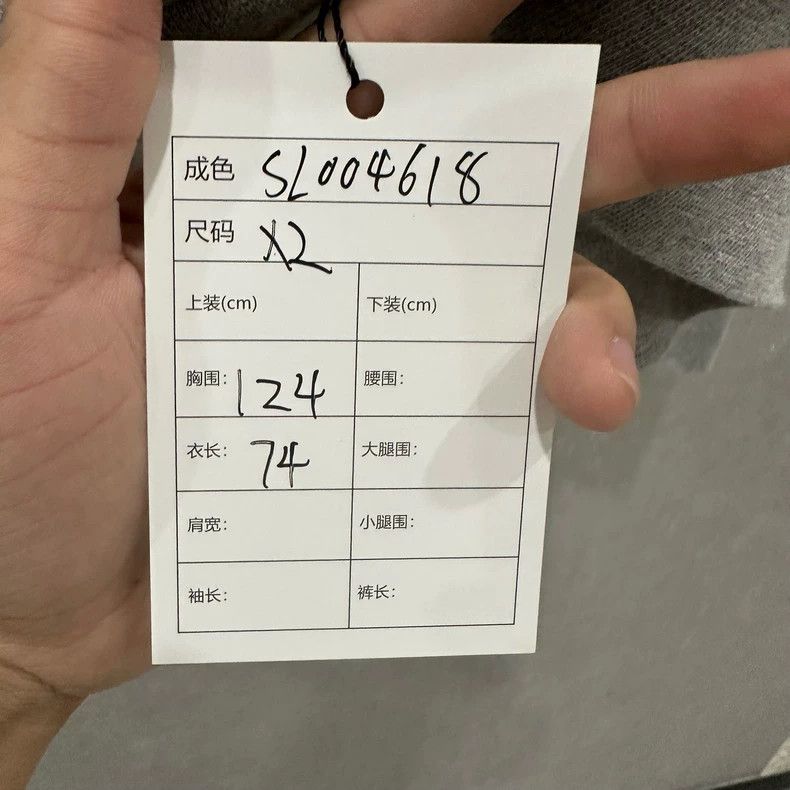 成色 SL004618
尺码 X2
上装(cm) 下装(cm)
胸围: 124 腰围:
衣长: 74 大腿围:
肩宽: 小腿围:
袖长: 裤长: